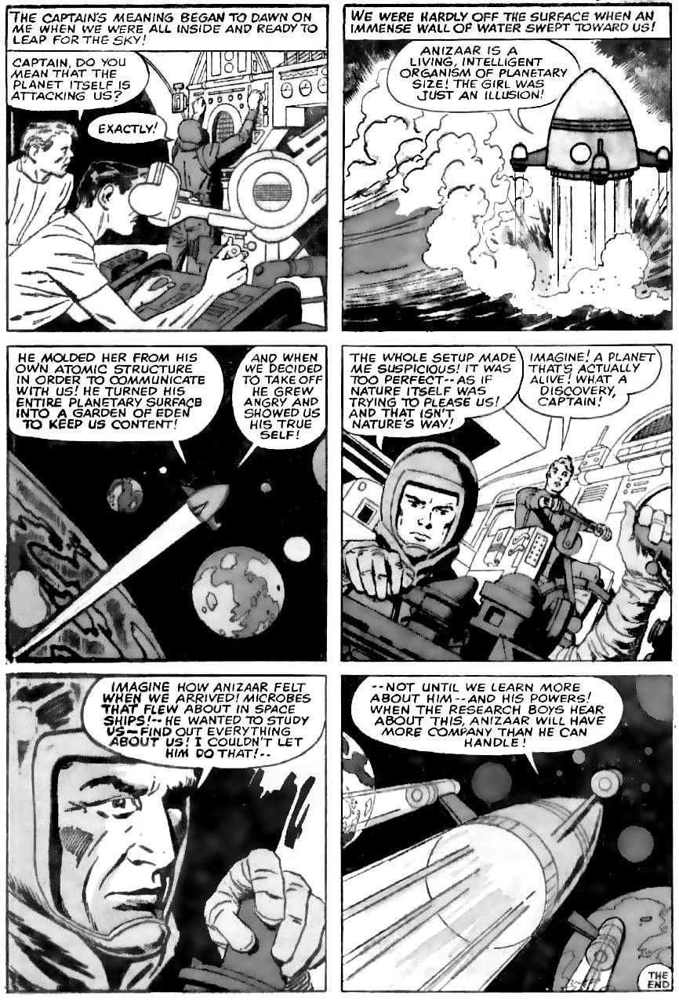 THE CAPTAIN'S MEANING BEGAN TO DAWN ON
ME WHEN WE WERE ALL INSIDE AND READY TO
LEAP FOR THE SKY!
CAPTAIN, DO YOU
MEAN THAT THE
PLANET ITSELF IS
ATTACKING US?
EXACTLY!
WE WERE HARDLY OFF THE SURFACE WHEN AN
IMMENSE WALL OF WATER SWEPT TOWARD US!
ANIZAAR IS A
LIVING, INTELLIGENT
ORGANISM OF PLANETARY
SIZE! THE GIRL WAS
JUST AN ILLUSION!
HE MOLDED HER FROM HIS
OWN ATOMIC STRUCTURE
IN ORDER TO COMMUNICATE
WITH US! HE TURNED HIS
ENTIRE PLANETARY SURFACE
INTO A GARDEN OF EDEN
TO KEEP US CONTENT!
AND WHEN
WE DECIDED
TO TAKE OFF
HE GREW
ANGRY AND
SHOWED US
HIS TRUE
SELF!
THE WHOLE SETUP MADE
ME SUSPICIOUS! IT WAS
TOO PERFECT--AS IF
NATURE ITSELF WAS
TRYING TO PLEASE US!
AND THAT ISN'T
NATURE'S WAY!
IMAGINE! A PLANET
THAT'S ACTUALLY
ALIVE! WHAT A
DISCOVERY,
CAPTAIN!
IMAGINE HOW ANIZAAR FELT
WHEN WE ARRIVED! MICROBES
THAT FLEW ABOUT IN SPACE
SHIPS!--HE WANTED TO STUDY
US--FIND OUT EVERYTHING
ABOUT US! I COULDN'T LET
HIM DO THAT!--
--NOT UNTIL WE LEARN MORE
ABOUT HIM--AND HIS POWERS!
WHEN THE RESEARCH BOYS HEAR
ABOUT THIS, ANIZAAR WILL HAVE
MORE COMPANY THAN HE CAN
HANDLE!
THE
END